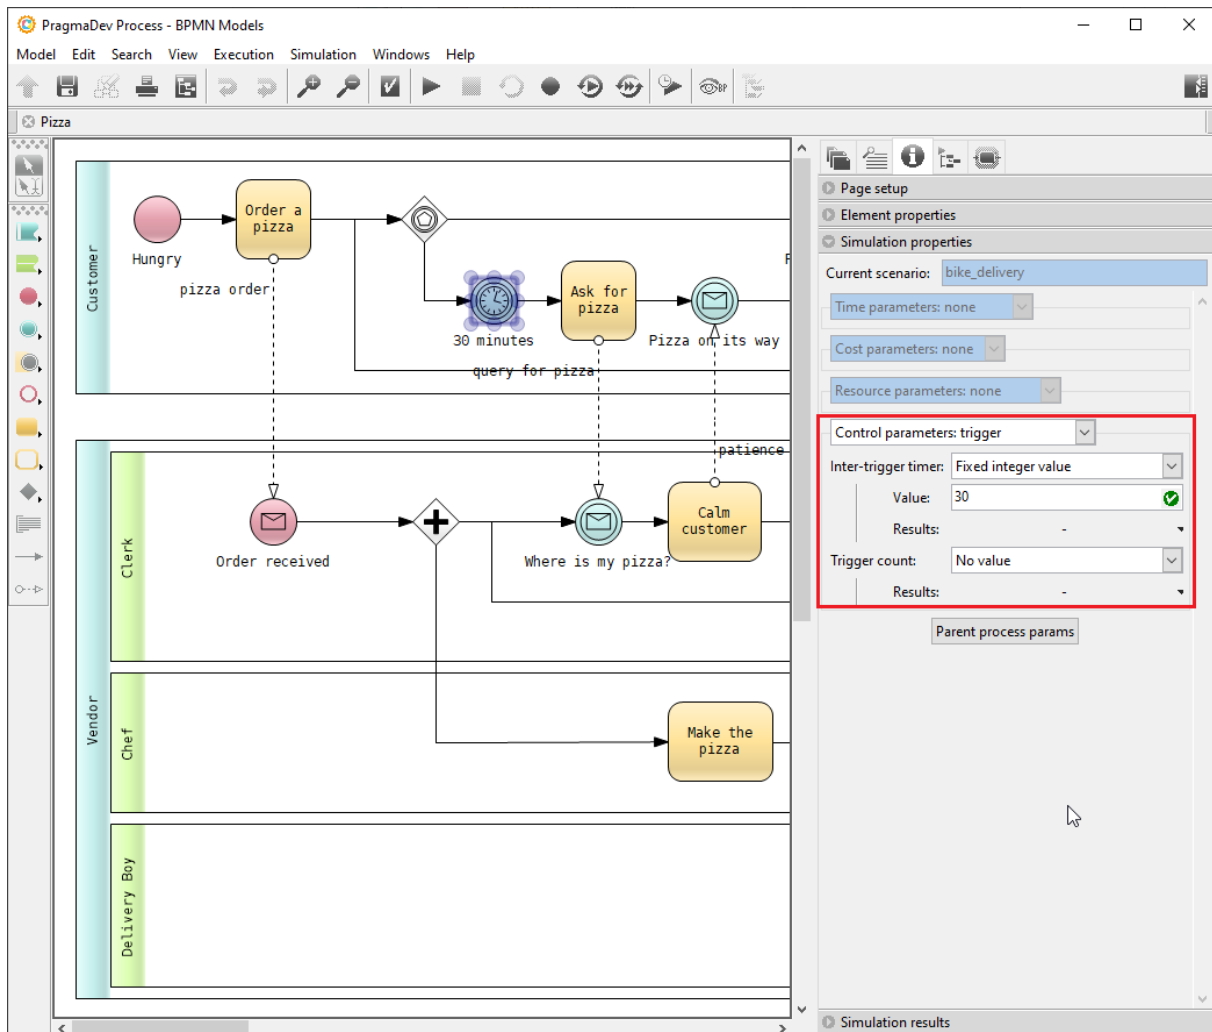 PragmaDev Process - BPMN Models
Model Edit Search View Execution Simulation Windows Help
BP
Pizza
Page setup
Element properties
Simulation properties
Current scenario: bike_delivery
Time parameters: none
Cost parameters: none
Resource parameters: none
Control parameters: trigger
Inter-trigger timer: Fixed integer value
Value: 30
Results: -
Trigger count: No value
Results: -
Parent process params
Simulation results
Customer
Hungry
Order a
pizza
pizza order
30 minutes
Ask for
pizza
query for pizza
Pizza on its way
P
patience
Vendor
Clerk
Order received
Where is my pizza?
Calm
customer
Chef
Make the
pizza
Delivery Boy